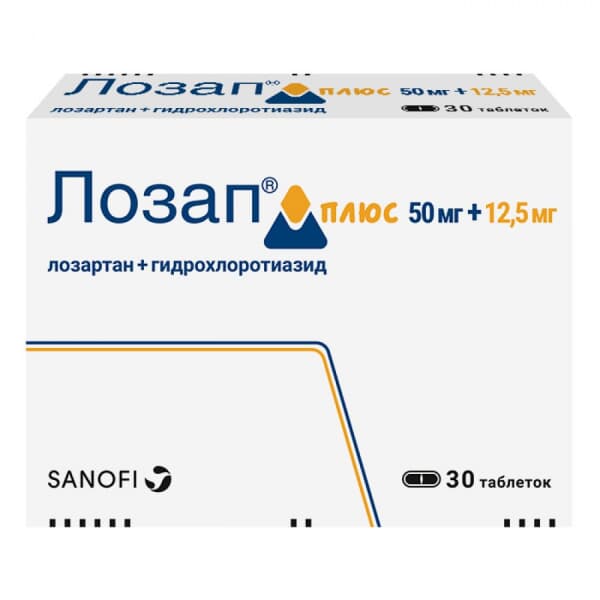 Лозап® плюс 50 мг + 12,5 мг
лозартан + гидрохлоротиазид 30 таблеток
Лозап® плюс 50 мг + 12,5 мг
лозартан + гидрохлоротиазид
SANOFI 30 таблеток